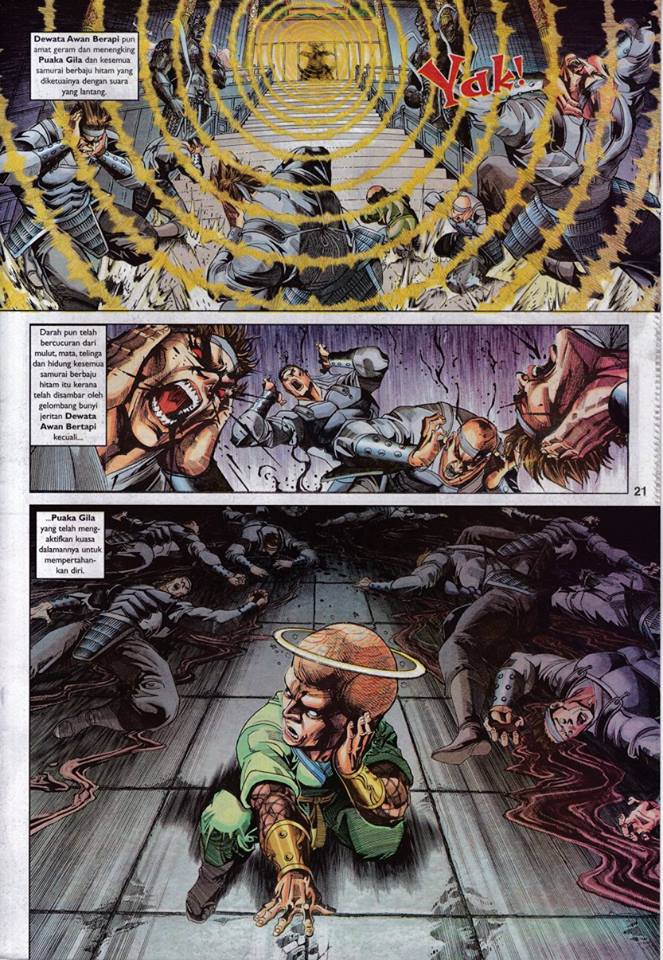 Dewata Awan Berapi pun
amat geram dan menengking
Puaka Gila dan kesemua
samurai berbaju hitam yang
diketuainya dengan suara
yang lantang.
Yak!
Darah pun telah
bercucuran dari
mulut, mata, telinga
dan hidung kesemua
samurai berbaju
hitam itu kerana
telah disambar oleh
gelombang bunyi
jeritan Dewata
Awan Bertapi
kecuali...
21
...Puaka Gila
yang telah meng-
aktifkan kuasa
dalamannya untuk
mempertahan-
kan diri.